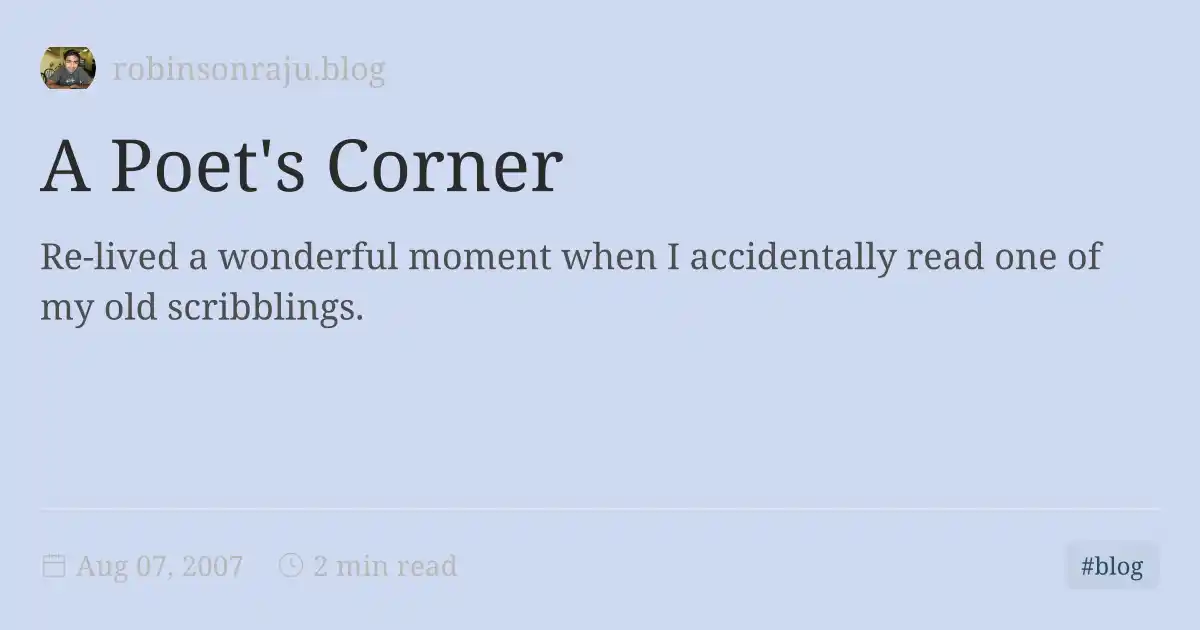 robinsonraju.blog
A Poet's Corner
Re-lived a wonderful moment when I accidentally read one of
my old scribblings.
Aug 07, 2007 2 min read
#blog